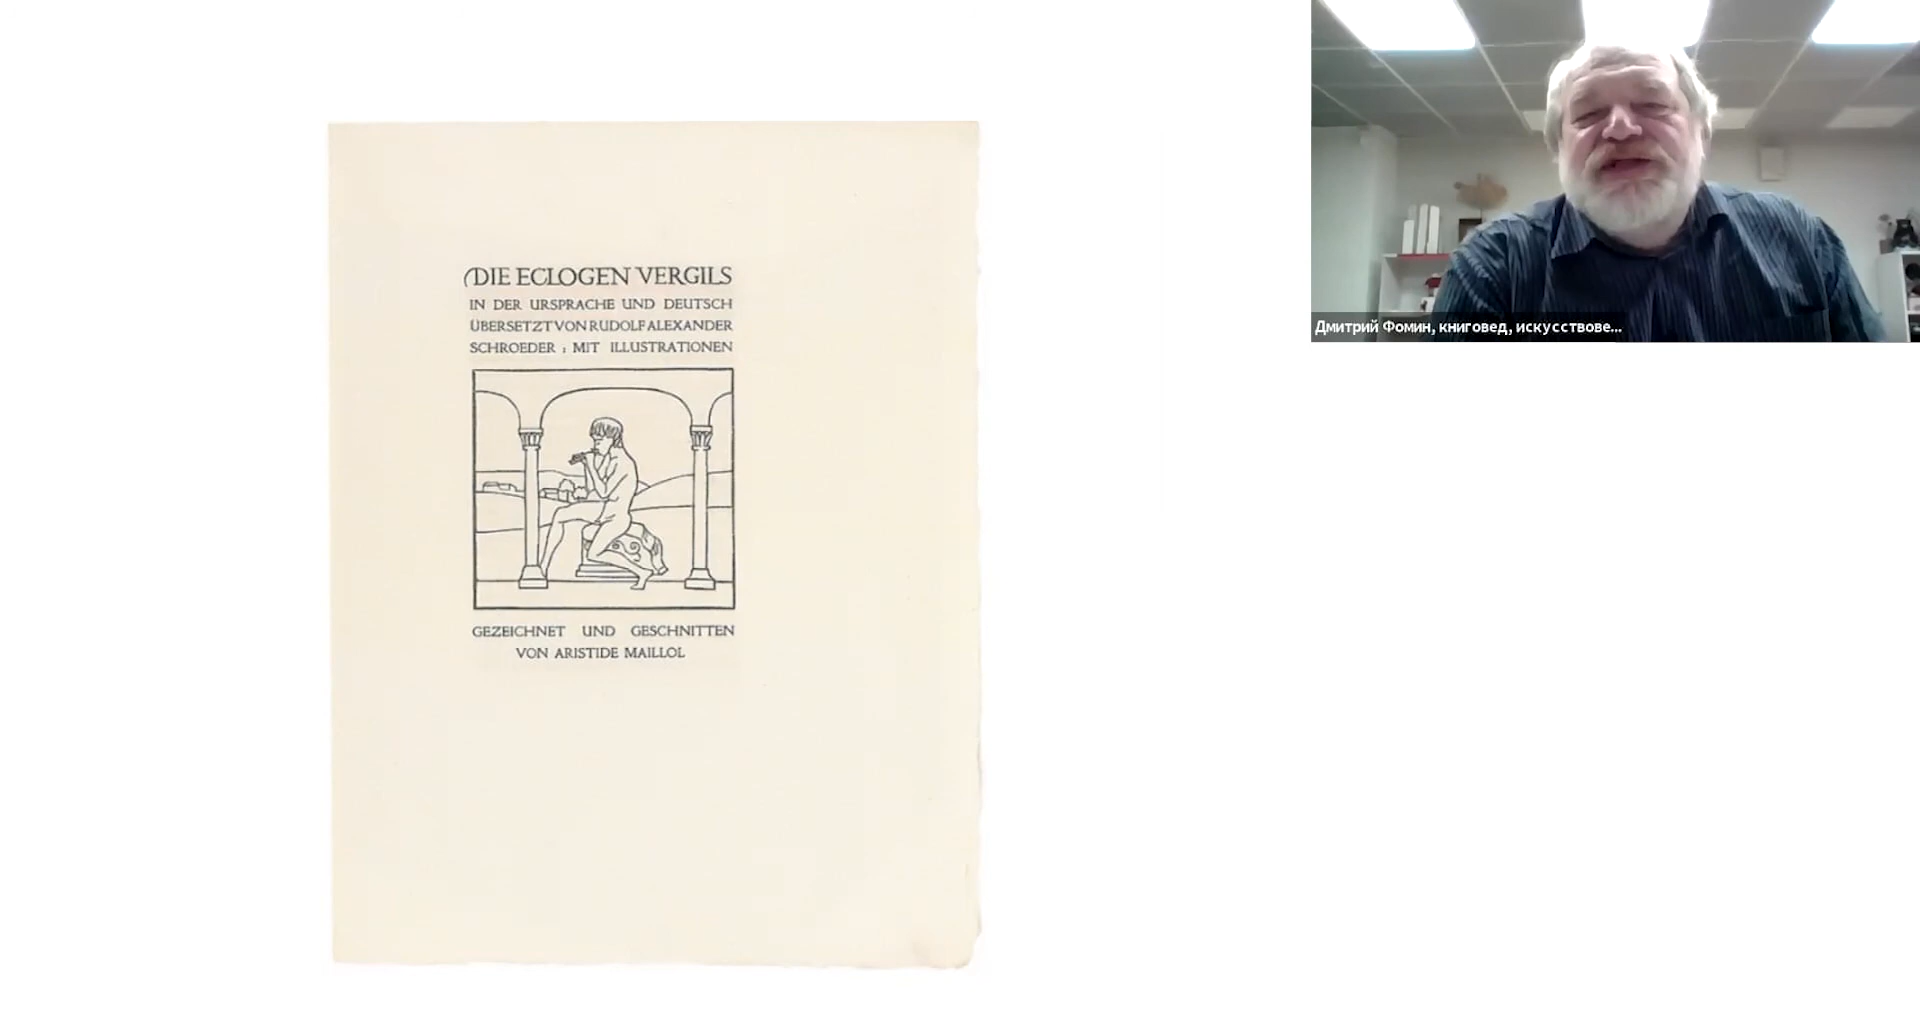 DIE ECLOGEN VERGILS
IN DER URSPRACHE UND DEUTSCH
ÜBERSETZT VON RUDOLF ALEXANDER
SCHROEDER : MIT ILLUSTRATIONEN
GEZEICHNET UND GESCHNITTEN
VON ARISTIDE MAILLOL
Дмитрий Фомин, книговед, искусствове...